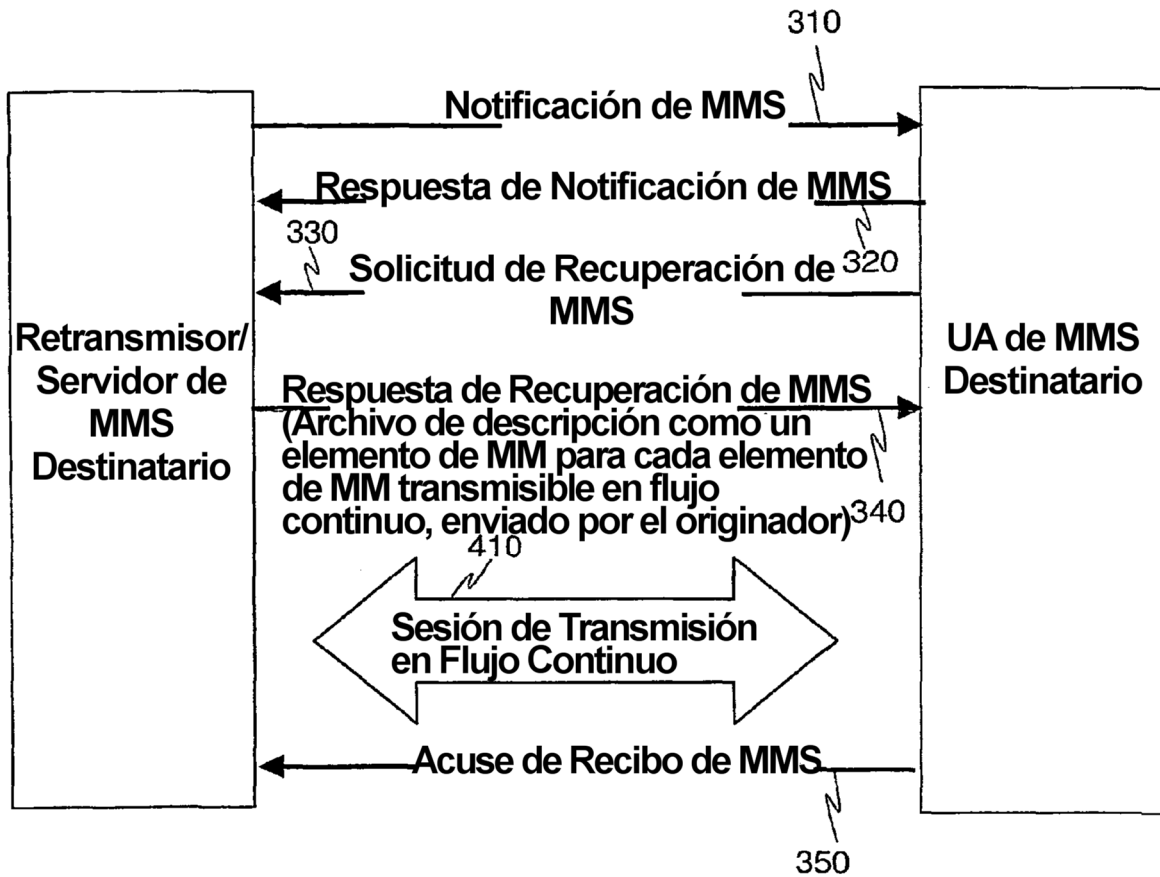 310
Notificación de MMS
Respuesta de Notificación de MMS
320
330
Solicitud de Recuperación de
MMS
Retransmisor/
Servidor de
MMS
Destinatario
UA de MMS
Destinatario
Respuesta de Recuperación de MMS
(Archivo de descripción como un
elemento de MM para cada elemento
de MM transmisible en flujo
continuo, enviado por el originador)
340
410
Sesión de Transmisión
en Flujo Continuo
Acuse de Recibo de MMS
350